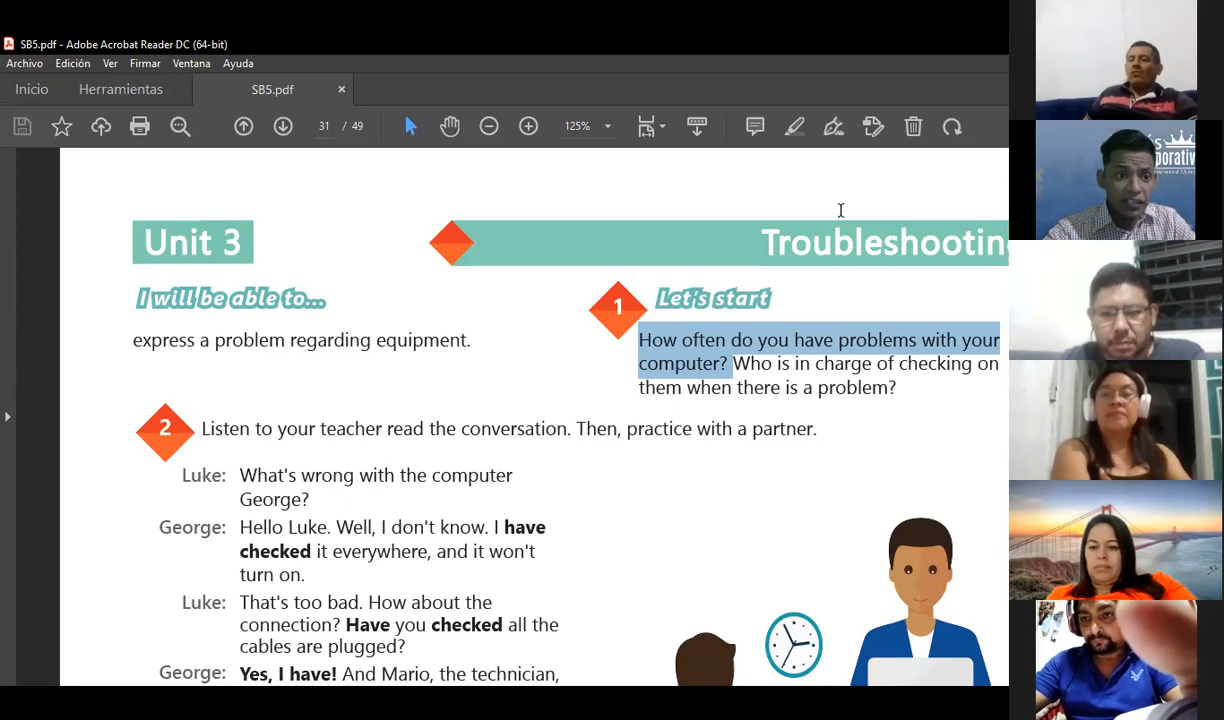 SB5.pdf - Adobe Acrobat Reader DC (64-bit)
Archivo Edición Ver Firmar Ventana Ayuda
Inicio Herramientas SB5.pdf ×
31 / 49 125%
Unit 3
Troubleshooting
I will be able to...
express a problem regarding equipment.
1 Let's start
How often do you have problems with your
computer? Who is in charge of checking on
them when there is a problem?
2 Listen to your teacher read the conversation. Then, practice with a partner.
Luke: What's wrong with the computer
George?
George: Hello Luke. Well, I don't know. I have
checked it everywhere, and it won't
turn on.
Luke: That's too bad. How about the
connection? Have you checked all the
cables are plugged?
George: Yes, I have! And Mario, the technician,